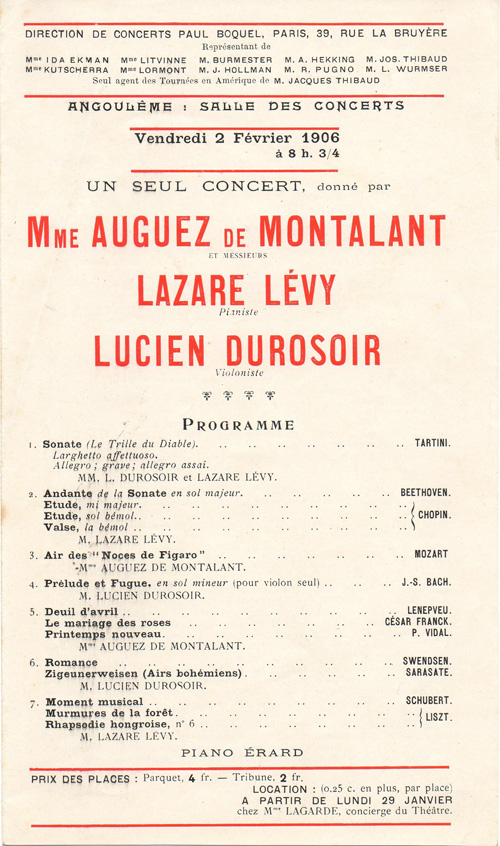 DIRECTION DE CONCERTS PAUL BOQUEL, PARIS, 39, RUE LA BRUYÈRE
Représentant de
Mme IDA EKMAN Mme LITVINNE M. BURMESTER M. A. HEKKING M. JOS. THIBAUD
Mme KUTSCHERRA Mme LORMONT M. J. HOLLMAN M. R. PUGNO M. L. WURMSER
Seul agent des Tournées en Amérique de M. JACQUES THIBAUD
ANGOULÊME : SALLE DES CONCERTS
Vendredi 2 Février 1906
à 8 h. 3/4
UN SEUL CONCERT, donné par
MME AUGUEZ DE MONTALANT
ET MESSIEURS
LAZARE LÉVY
Pianiste
LUCIEN DUROSOIR
Violoniste
PROGRAMME
1. Sonate (Le Trille du Diable). .. .. .. .. .. .. .. TARTINI.
Larghetto affettuoso.
Allegro ; grave ; allegro assai.
MM. L. DUROSOIR et LAZARE LÉVY.
2. Andante de la Sonate en sol majeur. .. .. .. .. .. BEETHOVEN.
Etude, mi majeur.. .. .. .. .. .. .. .. ..
Etude, sol bémol.. .. .. .. .. .. .. .. .. CHOPIN.
Valse, la bémol .. .. .. .. .. .. .. .. ..
M. LAZARE LÉVY.
3. Air des "Noces de Figaro" .. .. .. .. .. .. MOZART
Mme AUGUEZ DE MONTALANT.
4. Prélude et Fugue. en sol mineur (pour violon seul) .. .. .. J.-S. BACH.
M. LUCIEN DUROSOIR.
5. Deuil d'avril .. .. .. .. .. .. .. .. .. LENEPVEU.
Le mariage des roses .. .. .. .. .. .. .. CÉSAR FRANCK.
Printemps nouveau. .. .. .. .. .. .. .. P. VIDAL.
Mme AUGUEZ DE MONTALANT.
6. Romance .. .. .. .. .. .. .. .. .. SWENDSEN.
Zigeunerweisen (Airs bohémiens). .. .. .. .. .. SARASATE.
M. LUCIEN DUROSOIR.
7. Moment musical .. .. .. .. .. .. .. .. SCHUBERT.
Murmures de la forêt. .. .. .. .. .. .. ..
Rhapsodie hongroise, n° 6 .. .. .. .. .. .. .. LISZT.
M. LAZARE LÉVY.
PIANO ÉRARD
PRIX DES PLACES : Parquet, 4 fr. — Tribune, 2 fr.
LOCATION : (0.25 c. en plus, par place)
A PARTIR DE LUNDI 29 JANVIER
chez Mme LAGARDE, concierge du Théâtre.